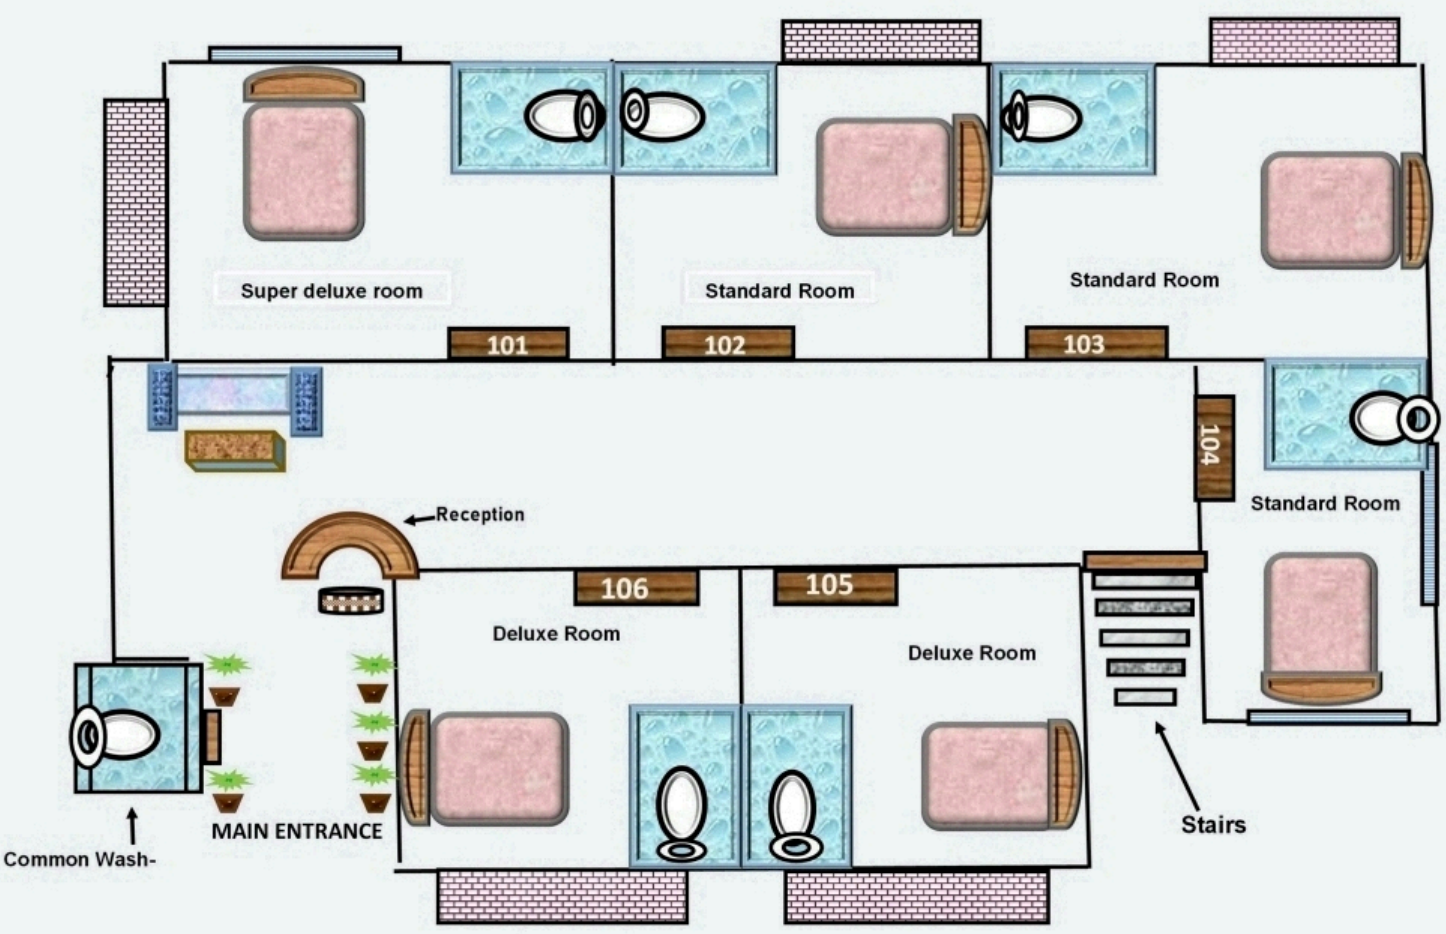 Super deluxe room
Standard Room
Standard Room
101
102
103
104
Standard Room
Reception
106
105
Deluxe Room
Deluxe Room
MAIN ENTRANCE
Stairs
Common Wash-